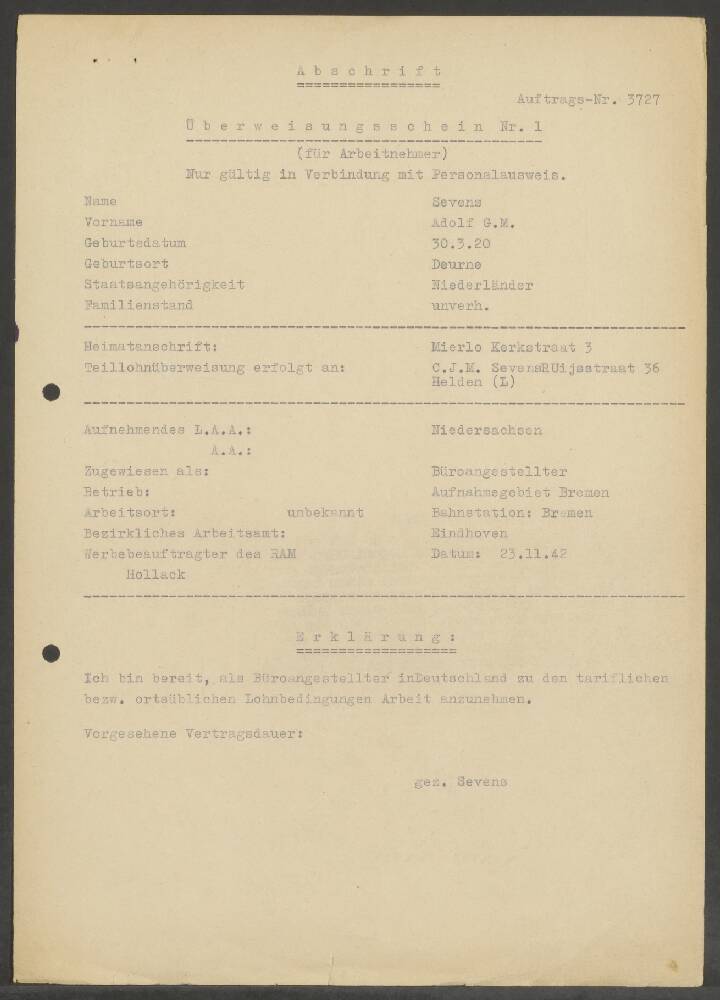 Abschrift
Auftrags-Nr. 3727
Überweisungsschein Nr. 1
(für Arbeitnehmer)
Nur gültig in Verbindung mit Personalausweis.
Name Sevens
Vorname Adolf G.M.
Geburtsdatum 30.3.20
Geburtsort Deurne
Staatsangehörigkeit Niederländer
Familienstand unverh.
Heimatanschrift: Mierlo Kerkstraat 3
Teillohnüberweisung erfolgt an: C.J.M. SevensRUijsstraat 36
Helden (L)
Aufnehmendes L.A.A.: Niedersachsen
A.A.:
Zugewiesen als: Büroangestellter
Betrieb: Aufnahmegebiet Bremen
Arbeitsort: unbekannt Bahnstation: Bremen
Bezirkliches Arbeitsamt: Eindhoven
Werbebeauftragter des RAM Datum: 23.11.42
Hollack
Erklärung:
Ich bin bereit, als Büroangestellter inDeutschland zu den tariflichen
bezw. ortsüblichen Lohnbedingungen Arbeit anzunehmen.
Vorgesehene Vertragsdauer:
gez. Sevens